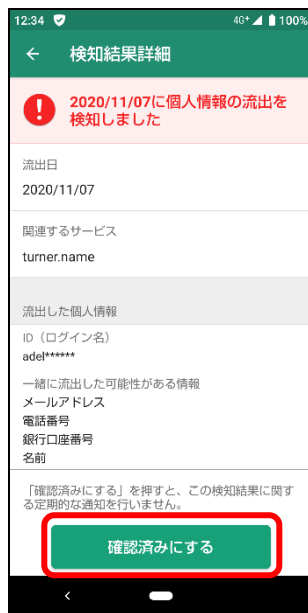 12:34 4G+ 100%
← 検知結果詳細
2020/11/07に個人情報の流出を
検知しました
流出日
2020/11/07
関連するサービス
turner.name
流出した個人情報
ID（ログイン名）
adel******
一緒に流出した可能性がある情報
メールアドレス
電話番号
銀行口座番号
名前
「確認済みにする」を押すと、この検知結果に関す
る定期的な通知を行いません。
確認済みにする